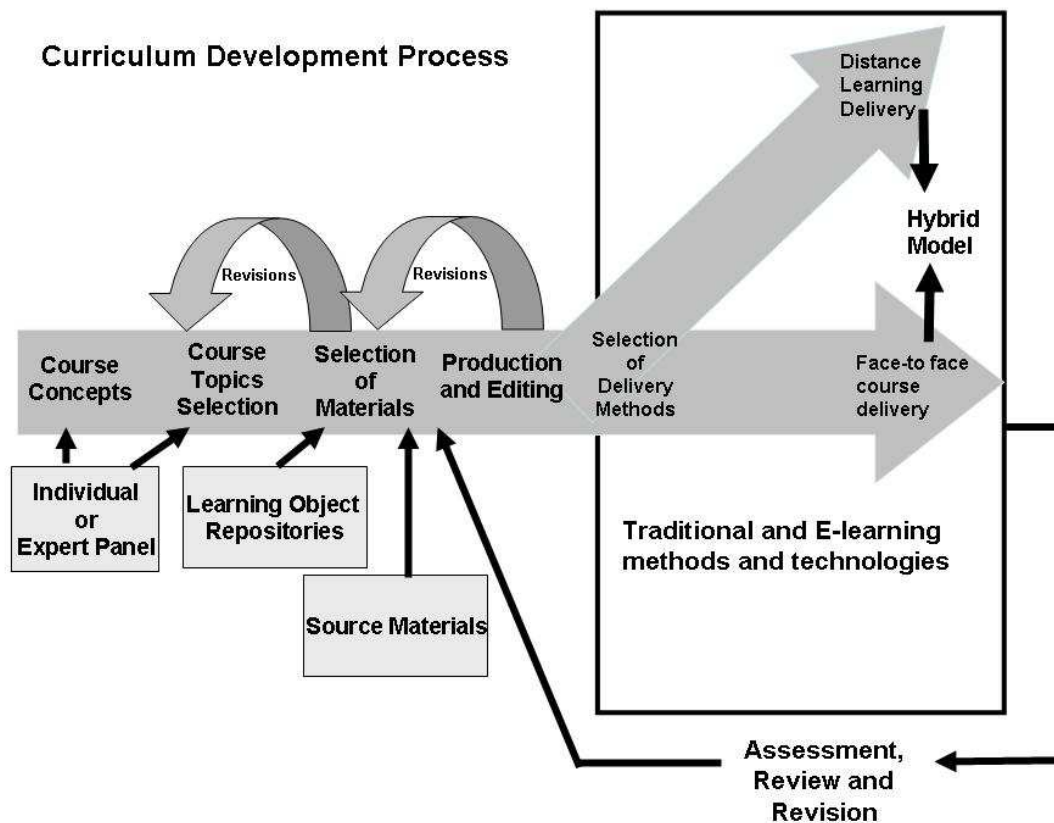 Curriculum Development Process
Distance
Learning
Delivery
Hybrid
Model
Revisions
Revisions
Course
Concepts
Course
Topics
Selection
Selection
of
Materials
Production
and Editing
Selection
of
Delivery
Methods
Face-to face
course
delivery
Individual
or
Expert Panel
Learning Object
Repositories
Source Materials
Traditional and E-learning
methods and technologies
Assessment,
Review and
Revision